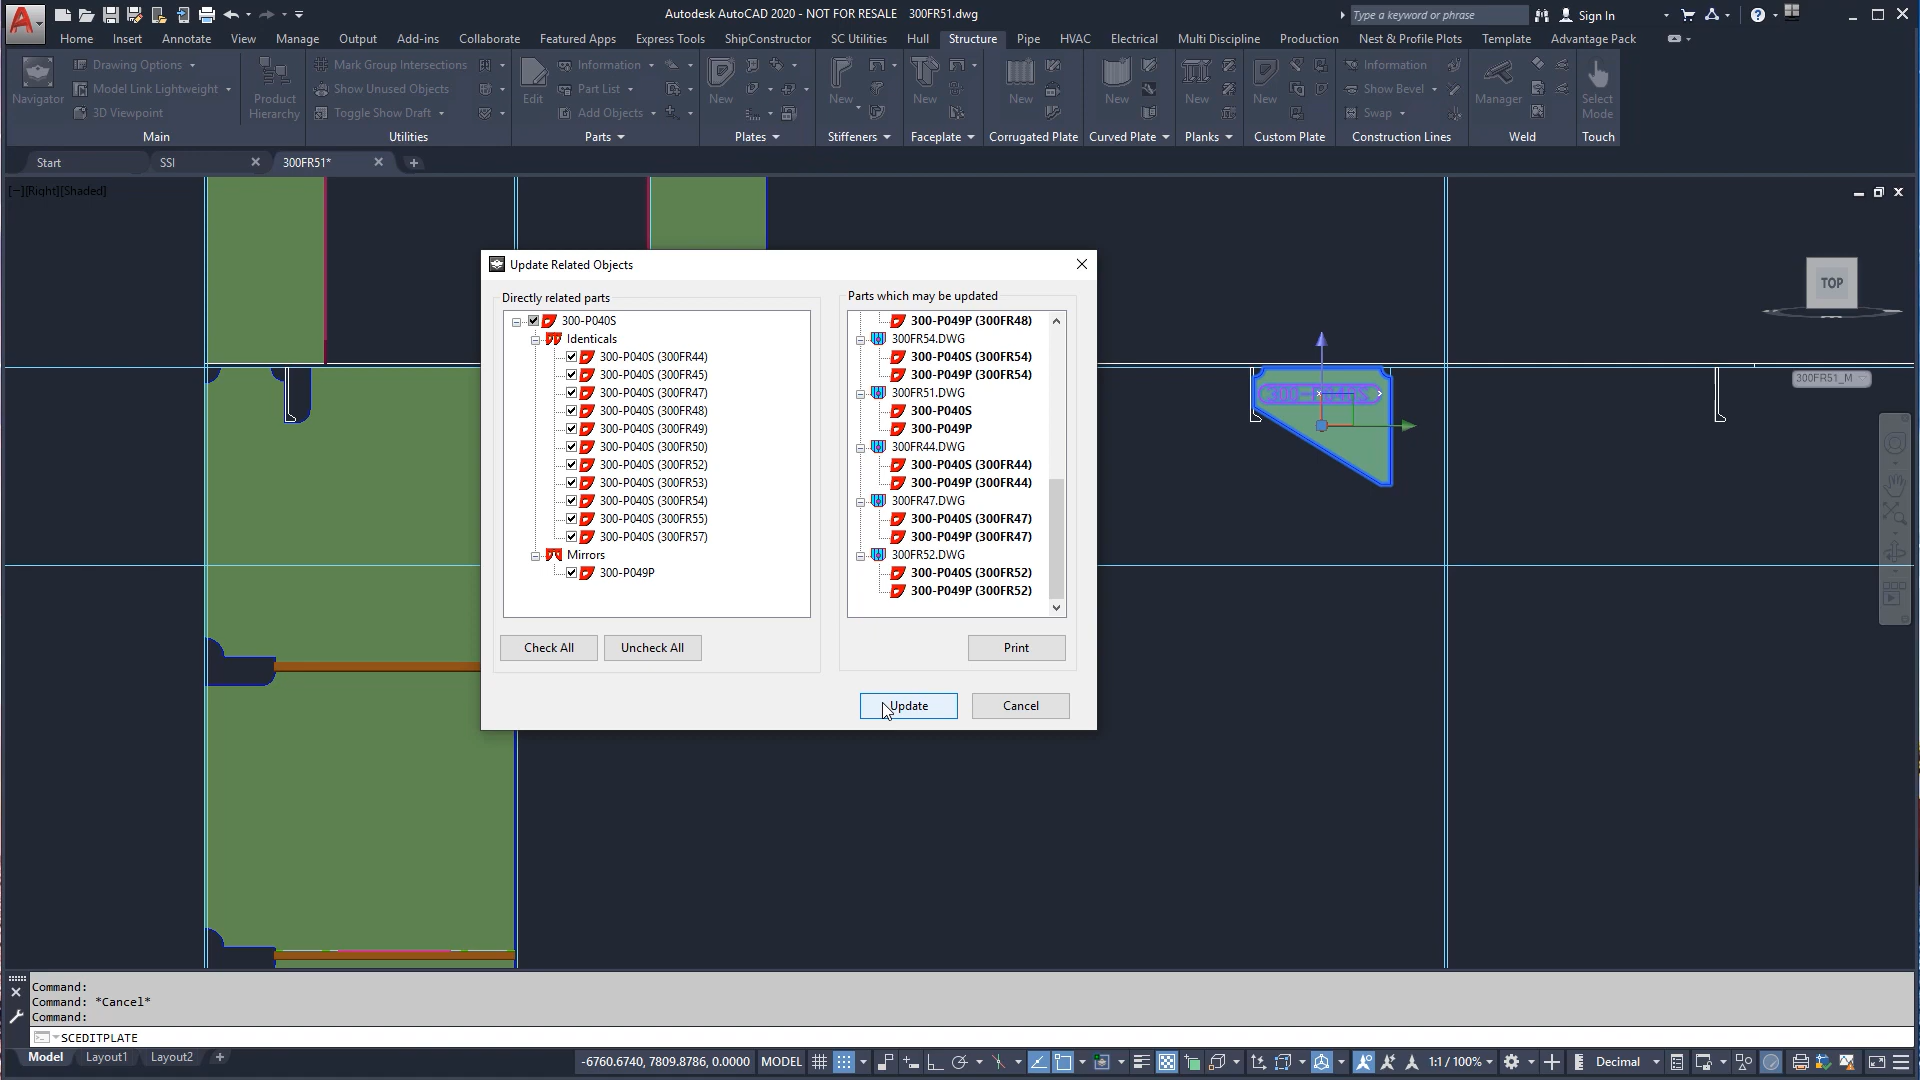 Autodesk AutoCAD 2020 - NOT FOR RESALE 300FR51.dwg
Type a keyword or phrase
Sign In
Home Insert Annotate View Manage Output Add-ins Collaborate Featured Apps Express Tools ShipConstructor SC Utilities Hull Structure Pipe HVAC Electrical Multi Discipline Production Nest & Profile Plots Template Advantage Pack
Drawing Options
Mark Group Intersections
Information
Information
Model Link Lightweight
Show Unused Objects
Part List
Show Bevel
3D Viewpoint
Toggle Show Draft
Add Objects
Swap
Navigator
Product Hierarchy
Edit
New
New
New
New
New
New
New
Manager
Select Mode
Main Utilities Parts Plates Stiffeners Faceplate Corrugated Plate Curved Plate Planks Custom Plate Construction Lines Weld Touch
Start SSI 300FR51*
[−][Right][Shaded]
TOP
300FR51_M
300-P040S
Update Related Objects
Directly related parts
300-P040S
Identicals
300-P040S (300FR44)
300-P040S (300FR45)
300-P040S (300FR47)
300-P040S (300FR48)
300-P040S (300FR49)
300-P040S (300FR50)
300-P040S (300FR52)
300-P040S (300FR53)
300-P040S (300FR54)
300-P040S (300FR55)
300-P040S (300FR57)
Mirrors
300-P049P
Check All
Uncheck All
Parts which may be updated
300-P049P (300FR48)
300FR54.DWG
300-P040S (300FR54)
300-P049P (300FR54)
300FR51.DWG
300-P040S
300-P049P
300FR44.DWG
300-P040S (300FR44)
300-P049P (300FR44)
300FR47.DWG
300-P040S (300FR47)
300-P049P (300FR47)
300FR52.DWG
300-P040S (300FR52)
300-P049P (300FR52)
Print
Update
Cancel
Command:
Command: *Cancel*
Command:
SCEDITPLATE
Model Layout1 Layout2
-6760.6740, 7809.8786, 0.0000 MODEL
1:1 / 100%
Decimal